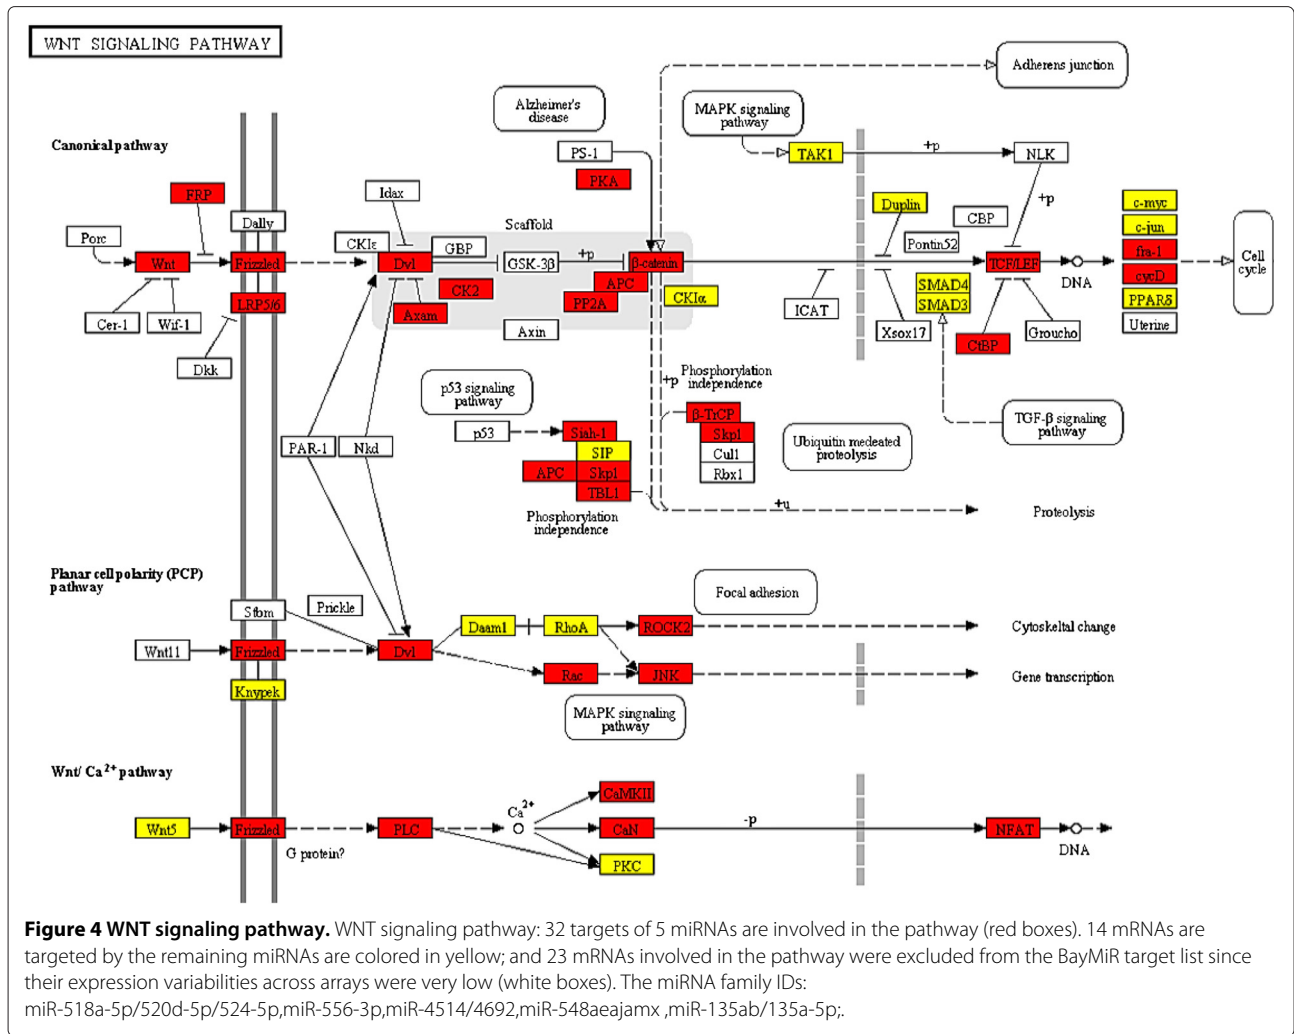 WNT SIGNALING PATHWAY
Adherens junction
Alzheimer's
disease
MAPK signaling
pathway
Canonical pathway
PS-1
PKA
TAK1
+p
NLK
FRP
Idax
Duplin
CBP
+p
c-myc
c-jun
fra-1
cycD
PPARδ
Uterine
Cell
cycle
Dally
Scaffold
Porc
CKIε
GBP
Pontin52
Wnt
Frizzled
Dvl
GSK-3β
+p
β-catenin
TCF/LEF
DNA
APC
SMAD4
SMAD3
CK2
PP2A
CKIα
LRP5/6
Axam
ICAT
Cer-1
Wif-1
Axin
Xsox17
CtBP
Groucho
Dkk
+p
Phosphorylation
independence
p53 signaling
pathway
β-TrCP
Skp1
Cul1
Rbx1
TGF-β signaling
pathway
Ubiquitin medeated
proteolysis
PAR-1
Nkd
p53
Siah-1
SIP
APC
Skp1
TBL1
Phosphorylation
independence
+u
Proteolysis
Planar cell polarity (PCP)
pathway
Focal adhesion
Stbm
Prickle
Daam1
RhoA
ROCK2
Cytoskeltal change
Wnt11
Frizzled
Dvl
Rac
JNK
Gene transcription
Knypek
MAPK singnaling
pathway
Wnt/ Ca2+ pathway
CaMKII
Ca2+
Wnt5
Frizzled
PLC
CaN
-p
NFAT
DNA
G protein?
PKC
Figure 4 WNT signaling pathway. WNT signaling pathway: 32 targets of 5 miRNAs are involved in the pathway (red boxes). 14 mRNAs are
targeted by the remaining miRNAs are colored in yellow; and 23 mRNAs involved in the pathway were excluded from the BayMiR target list since
their expression variabilities across arrays were very low (white boxes). The miRNA family IDs:
miR-518a-5p/520d-5p/524-5p,miR-556-3p,miR-4514/4692,miR-548aeajamx ,miR-135ab/135a-5p;.